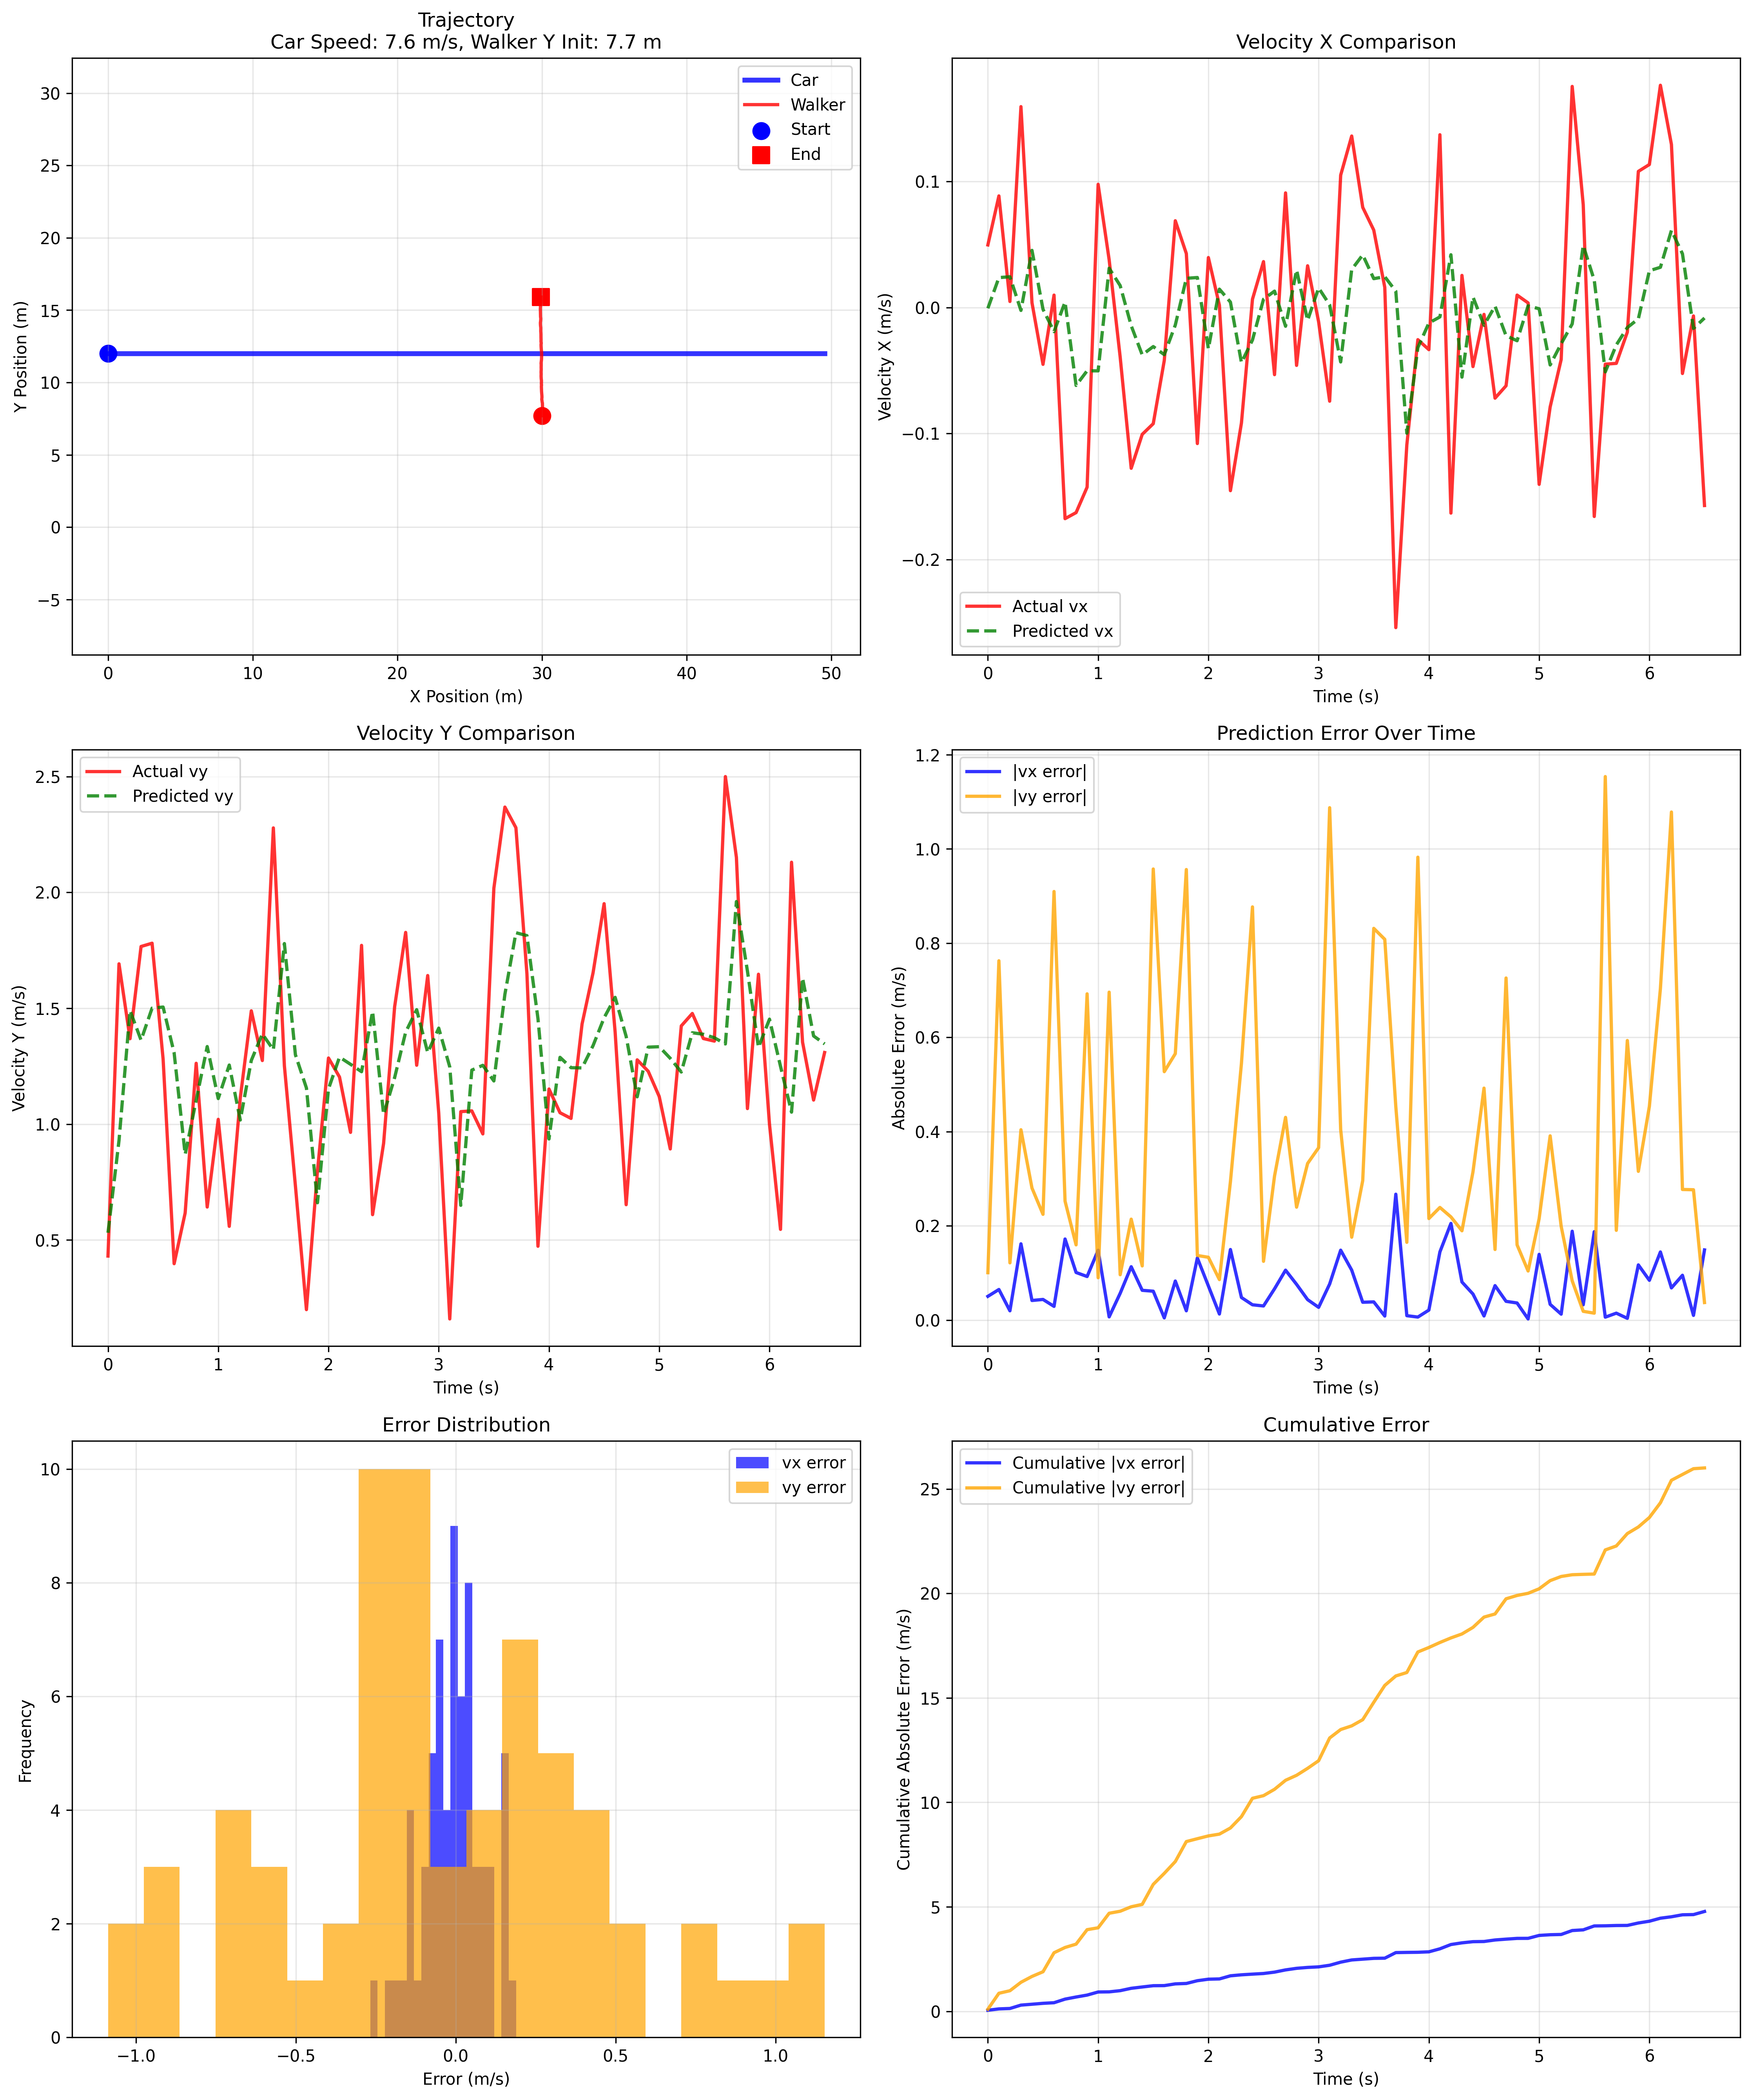 Trajectory
Car Speed: 7.6 m/s, Walker Y Init: 7.7 m
Y Position (m)
30
25
20
15
10
5
0
−5
0
10
20
30
40
50
X Position (m)
Car
Walker
Start
End
Velocity X Comparison
Velocity X (m/s)
0.1
0.0
−0.1
−0.2
0
1
2
3
4
5
6
Time (s)
Actual vx
Predicted vx
Velocity Y Comparison
Velocity Y (m/s)
2.5
2.0
1.5
1.0
0.5
0
1
2
3
4
5
6
Time (s)
Actual vy
Predicted vy
Prediction Error Over Time
Absolute Error (m/s)
1.2
1.0
0.8
0.6
0.4
0.2
0.0
0
1
2
3
4
5
6
Time (s)
|vx error|
|vy error|
Error Distribution
Frequency
10
8
6
4
2
0
−1.0
−0.5
0.0
0.5
1.0
Error (m/s)
vx error
vy error
Cumulative Error
Cumulative Absolute Error (m/s)
25
20
15
10
5
0
0
1
2
3
4
5
6
Time (s)
Cumulative |vx error|
Cumulative |vy error|